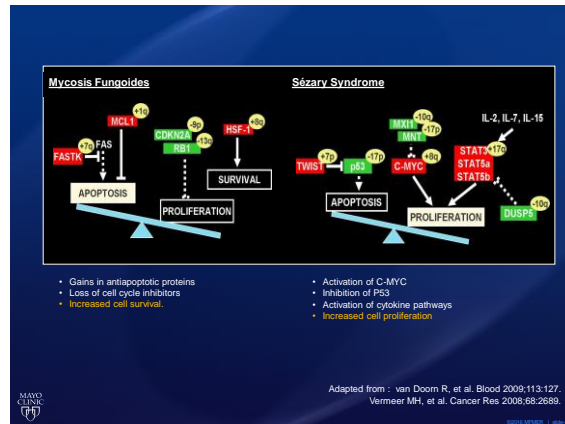 Mycosis Fungoides
+1q
MCL1
+7q
FAS
FASTK
APOPTOSIS
-9p
CDKN2A
-13q
RB1
PROLIFERATION
+8q
HSF-1
SURVIVAL
Sézary Syndrome
+7p
TWIST
-17p
p53
APOPTOSIS
-10q
MXI1
-17p
MNT
+8q
C-MYC
PROLIFERATION
IL-2, IL-7, IL-15
+17q
STAT3
STAT5a
STAT5b
-10q
DUSP5
• Gains in antiapoptotic proteins
• Loss of cell cycle inhibitors
• Increased cell survival.
• Activation of C-MYC
• Inhibition of P53
• Activation of cytokine pathways
• Increased cell proliferation
Adapted from : van Doorn R, et al. Blood 2009;113:127.
Vermeer MH, et al. Cancer Res 2008;68:2689.
MAYO
CLINIC
MFMER | slide